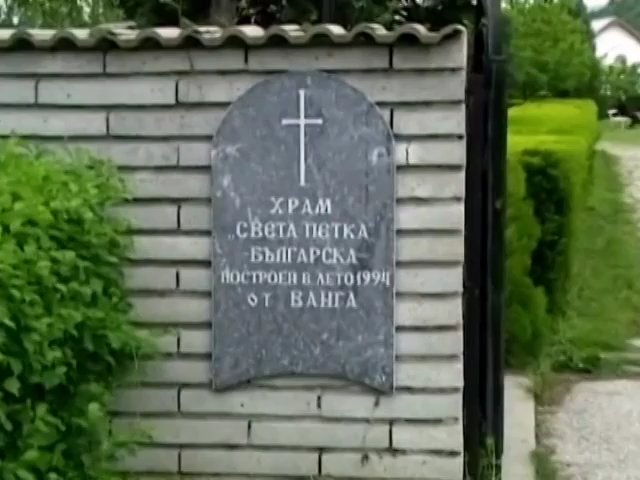 ХРАМ
„СВЕТА ПЕТКА
БЪЛГАРСКА
ПОСТРОЕН В ЛЕТО 1994
ОТ ВАНГА